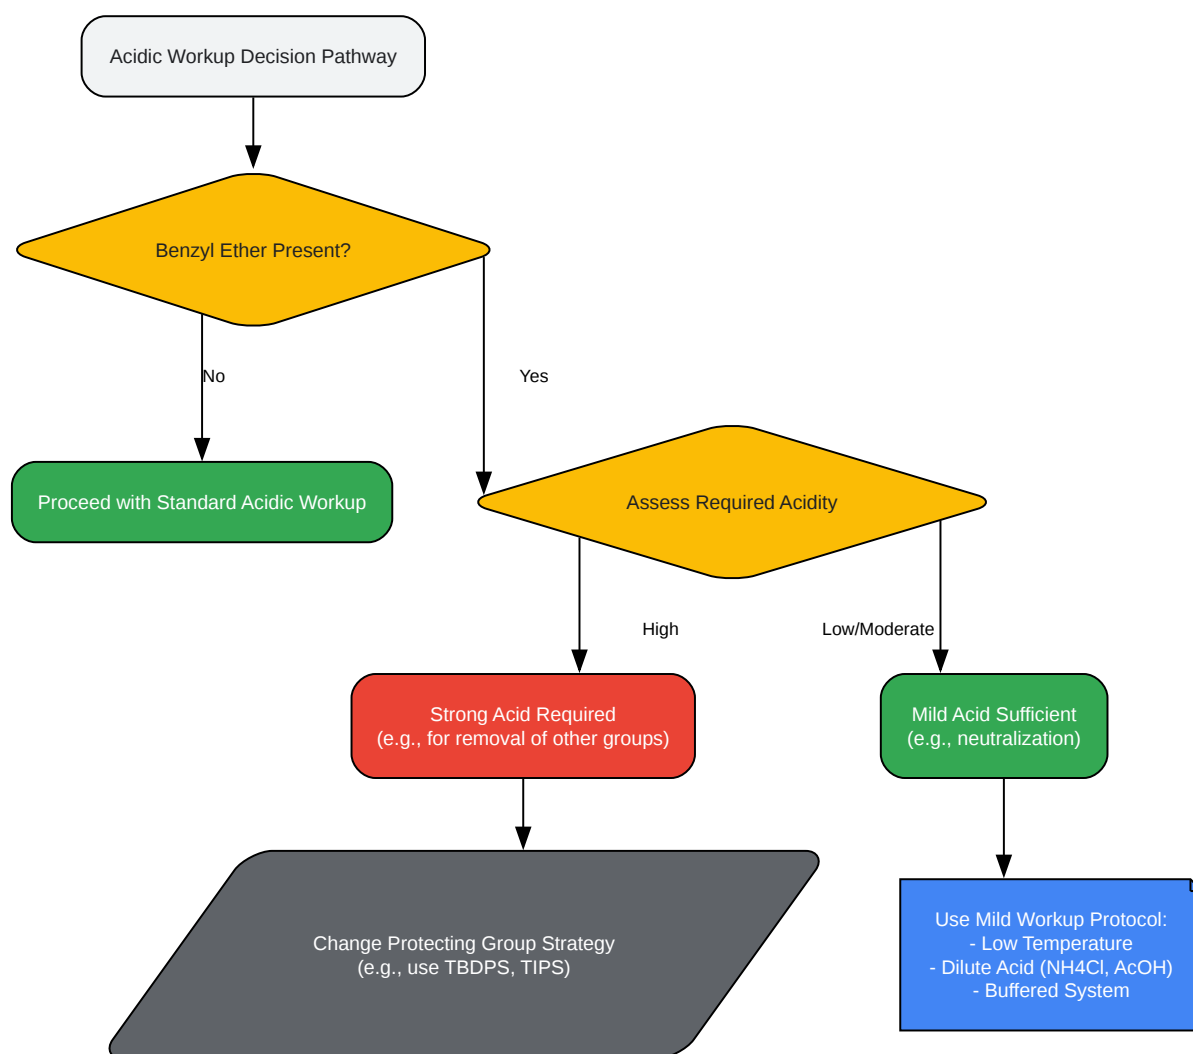 Acidic Workup Decision Pathway
Benzyl Ether Present?
No
Yes
Proceed with Standard Acidic Workup
Assess Required Acidity
High
Low/Moderate
Strong Acid Required
(e.g., for removal of other groups)
Mild Acid Sufficient
(e.g., neutralization)
Change Protecting Group Strategy
(e.g., use TBDPS, TIPS)
Use Mild Workup Protocol:
- Low Temperature
- Dilute Acid (NH4Cl, AcOH)
- Buffered System